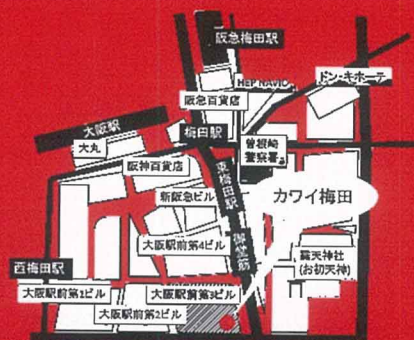 阪急梅田駅
HEP NAVIO
ドン・キホーテ
阪急百貨店
大阪駅
梅田駅
大丸
曽根崎
警察署
阪神百貨店
東梅田駅
新阪急ビル
カワイ梅田
御堂筋
大阪駅前第4ビル
露天神社
(お初天神)
西梅田駅
大阪駅前第1ビル
大阪駅前第3ビル
大阪駅前第2ビル